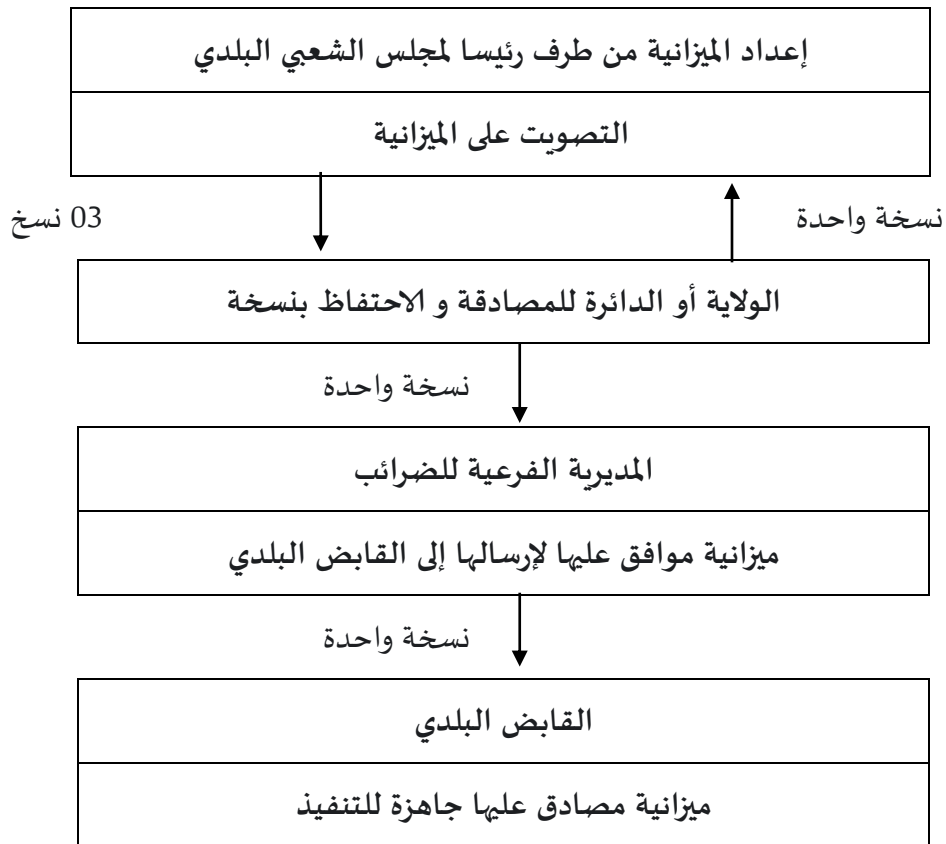 إعداد الميزانية من طرف رئيسا لمجلس الشعبي البلدي
التصويت على الميزانية
نسخة واحدة
03 نسخ
الولاية أو الدائرة للمصادقة و الاحتفاظ بنسخة
نسخة واحدة
المديرية الفرعية للضرائب
ميزانية موافق عليها لإرسالها إلى القابض البلدي
نسخة واحدة
القابض البلدي
ميزانية مصادق عليها جاهزة للتنفيذ